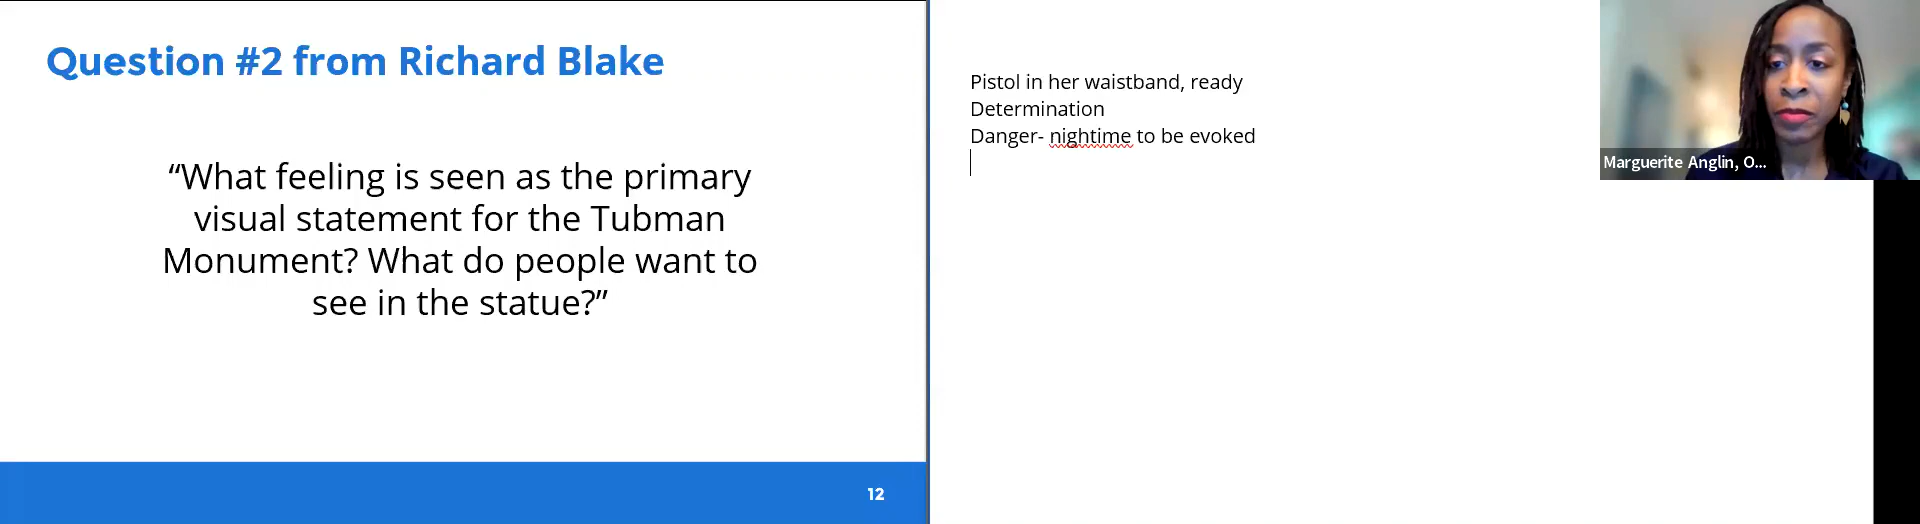 Question #2 from Richard Blake
“What feeling is seen as the primary
visual statement for the Tubman
Monument? What do people want to
see in the statue?”
12
Pistol in her waistband, ready
Determination
Danger- nightime to be evoked
Marguerite Anglin, O...